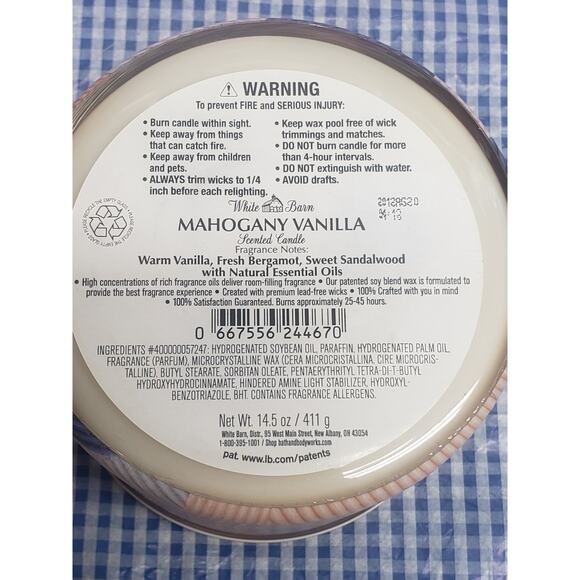 WARNING
To prevent FIRE and SERIOUS INJURY:
• Burn candle within sight.
• Keep away from things
that can catch fire.
• Keep away from children
and pets.
• ALWAYS trim wicks to 1/4
inch before each relighting.
• Keep wax pool free of wick
trimmings and matches.
• DO NOT burn candle for more
than 4-hour intervals.
• DO NOT extinguish with water.
• AVOID drafts.
White Barn
MAHOGANY VANILLA
Scented Candle
Fragrance Notes:
Warm Vanilla, Fresh Bergamot, Sweet Sandalwood
with Natural Essential Oils
• High concentrations of rich fragrance oils deliver room-filling fragrance • Our patented soy blend wax is formulated to
provide the best fragrance experience • Created with premium lead-free wicks • 100% Crafted with you in mind
• 100% Satisfaction Guaranteed. Burns approximately 25-45 hours.
0 667556 244670
INGREDIENTS #400000057247: HYDROGENATED SOYBEAN OIL, PARAFFIN, HYDROGENATED PALM OIL,
FRAGRANCE (PARFUM), MICROCRYSTALLINE WAX (CERA MICROCRISTALLINA, CIRE MICROCRIS-
TALLINE), BUTYL STEARATE, SORBITAN OLEATE, PENTAERYTHRITYL TETRA-DI-T-BUTYL
HYDROXYHYDROCINNAMATE, HINDERED AMINE LIGHT STABILIZER, HYDROXYL-
BENZOTRIAZOLE, BHT. CONTAINS FRAGRANCE ALLERGENS.
Net Wt. 14.5 oz / 411 g
White Barn, Distr., 95 West Main Street, New Albany, OH 43054
1-800-395-1001 / Shop bathandbodyworks.com
pat. www.lb.com/patents